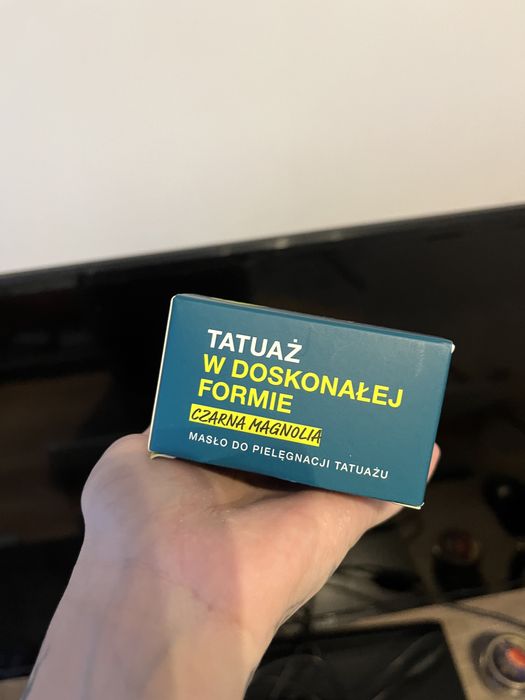 TATUAŻ
W DOSKONAŁEJ
FORMIE
CZARNA MAGNOLIA
MASŁO DO PIELĘGNACJI TATUAŻU